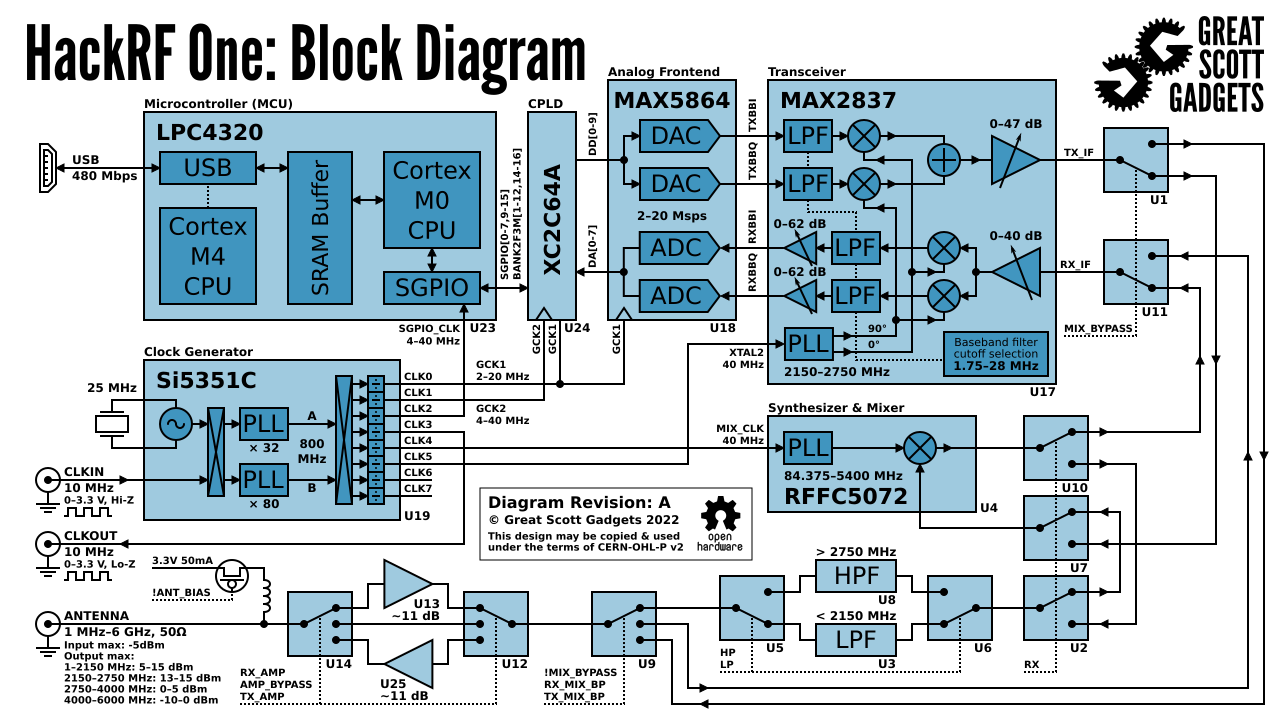 HackRF One: Block Diagram
GREAT
SCOTT
GADGETS
Microcontroller (MCU)
LPC4320
USB
480 Mbps
USB
Cortex
M4
CPU
SRAM Buffer
Cortex
M0
CPU
SGPIO
U23
SGPIO_CLK
4–40 MHz
SGPIO[0-7,9-15]
BANK2F3M[1-12,14-16]
CPLD
XC2C64A
U24
GCK2
GCK1
DD[0-9]
DA[0-7]
Analog Frontend
MAX5864
DAC
DAC
2–20 Msps
ADC
ADC
U18
GCK1
TXBBI
TXBBQ
RXBBI
RXBBQ
XTAL2
40 MHz
Transceiver
MAX2837
LPF
LPF
0–47 dB
0–62 dB
LPF
0–62 dB
LPF
0–40 dB
PLL
90°
0°
2150–2750 MHz
Baseband filter
cutoff selection
1.75–28 MHz
U17
TX_IF
U1
RX_IF
U11
MIX_BYPASS
Clock Generator
Si5351C
25 MHz
PLL
× 32
PLL
× 80
A
800
MHz
B
U19
CLK0
CLK1
CLK2
CLK3
CLK4
CLK5
CLK6
CLK7
GCK1
2–20 MHz
GCK2
4–40 MHz
CLKIN
10 MHz
0–3.3 V, Hi-Z
CLKOUT
10 MHz
0–3.3 V, Lo-Z
MIX_CLK
40 MHz
Synthesizer & Mixer
PLL
84.375–5400 MHz
RFFC5072
U4
U10
U7
Diagram Revision: A
© Great Scott Gadgets 2022
This design may be copied & used
under the terms of CERN-OHL-P v2
open
hardware
3.3V 50mA
!ANT_BIAS
ANTENNA
1 MHz–6 GHz, 50Ω
Input max: -5dBm
Output max:
1–2150 MHz: 5–15 dBm
2150–2750 MHz: 13–15 dBm
2750–4000 MHz: 0–5 dBm
4000–6000 MHz: -10–0 dBm
U14
U13
~11 dB
U25
~11 dB
U12
RX_AMP
AMP_BYPASS
TX_AMP
U9
!MIX_BYPASS
RX_MIX_BP
TX_MIX_BP
U5
HP
LP
> 2750 MHz
HPF
U8
< 2150 MHz
LPF
U3
U6
RX
U2